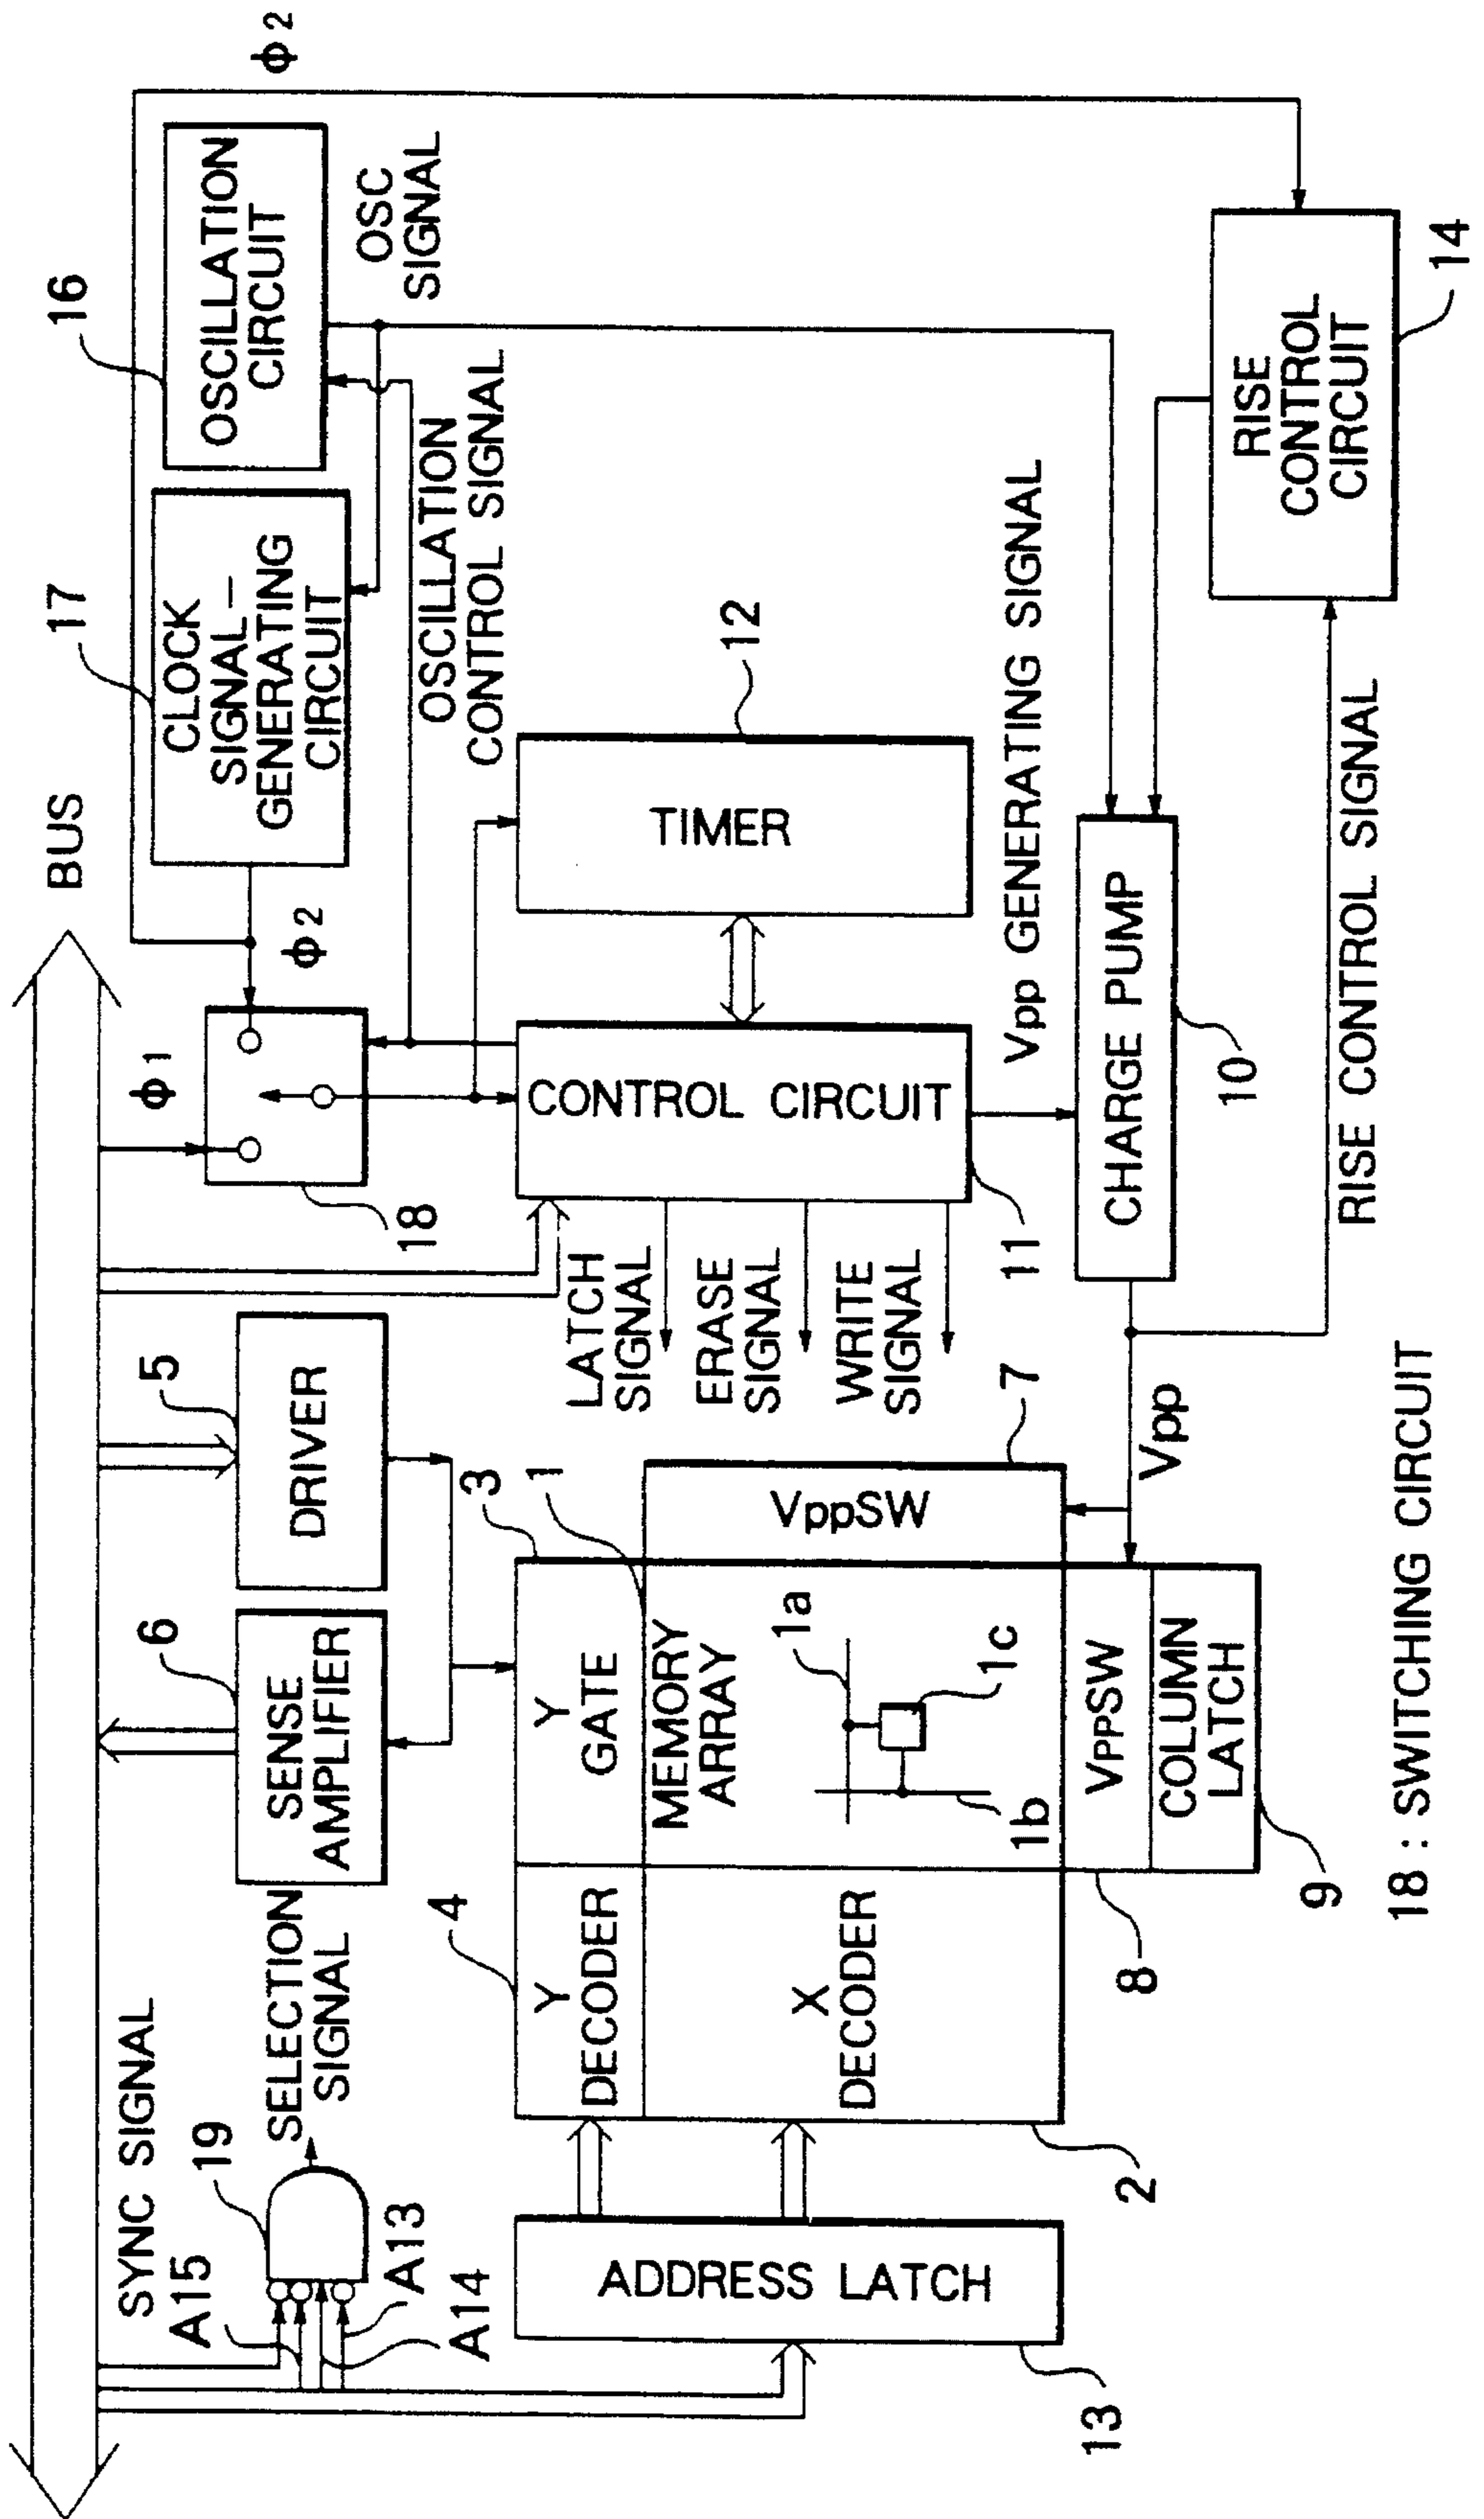 BUS
SYNC SIGNAL
A15
19
SELECTION
SIGNAL
A13
A14
6
SENSE
AMPLIFIER
5
DRIVER
18
ϕ1
ϕ2
17
CLOCK
SIGNAL-
GENERATING
CIRCUIT
16
OSCILLATION
CIRCUIT
ϕ2
OSC
SIGNAL
OSCILLATION
CONTROL SIGNAL
13
ADDRESS LATCH
4
Y
DECODER
X
DECODER
2
3
Y
GATE
1
MEMORY
ARRAY
1a
1b
1c
VppSW
7
VppSW
8
COLUMN
LATCH
9
LATCH
SIGNAL
ERASE
SIGNAL
WRITE
SIGNAL
CONTROL CIRCUIT
11
TIMER
12
Vpp GENERATING SIGNAL
CHARGE PUMP
10
Vpp
RISE
CONTROL
CIRCUIT
14
RISE CONTROL SIGNAL
18 : SWITCHING CIRCUIT